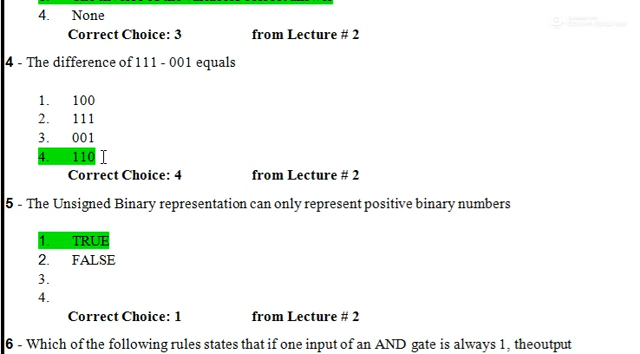 4. None
Correct Choice: 3 from Lecture # 2
4 - The difference of 111 - 001 equals
1. 100
2. 111
3. 001
4. 110
Correct Choice: 4 from Lecture # 2
5 - The Unsigned Binary representation can only represent positive binary numbers
1. TRUE
2. FALSE
3.
4.
Correct Choice: 1 from Lecture # 2
6 - Which of the following rules states that if one input of an AND gate is always 1, theoutput